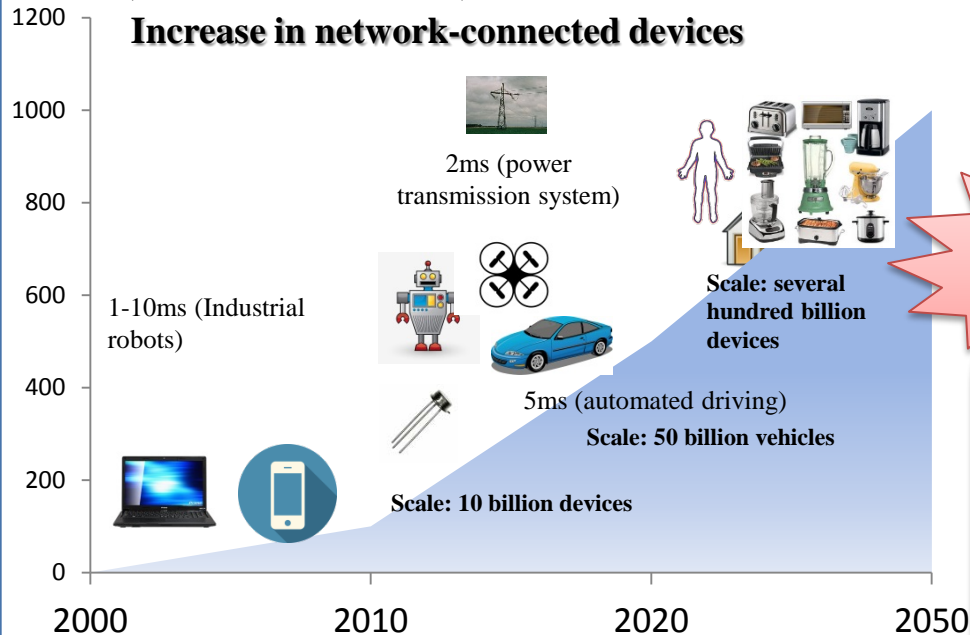 Increase in network-connected devices
1200
1000
800
600
400
200
0
2ms (power
transmission system)
1-10ms (Industrial
robots)
Scale: several
hundred billion
devices
5ms (automated driving)
Scale: 50 billion vehicles
Scale: 10 billion devices
2000 2010 2020 2050